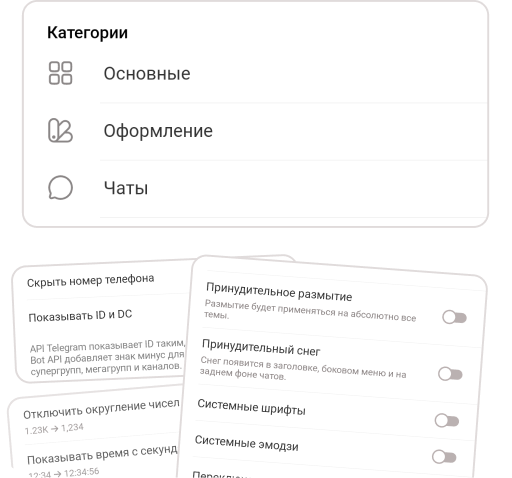 Категории
Основные
Оформление
Чаты
Скрыть номер телефона
Показывать ID и DC
API Telegram показывает ID таким,
Bot API добавляет знак минус для
супергрупп, мегагрупп и каналов.
Отключить округление чисел
1.23K → 1,234
Показывать время с секунд
12:34 → 12:34:56
Принудительное размытие
Размытие будет применяться на абсолютно все
темы.
Принудительный снег
Снег появится в заголовке, боковом меню и на
заднем фоне чатов.
Системные шрифты
Системные эмодзи